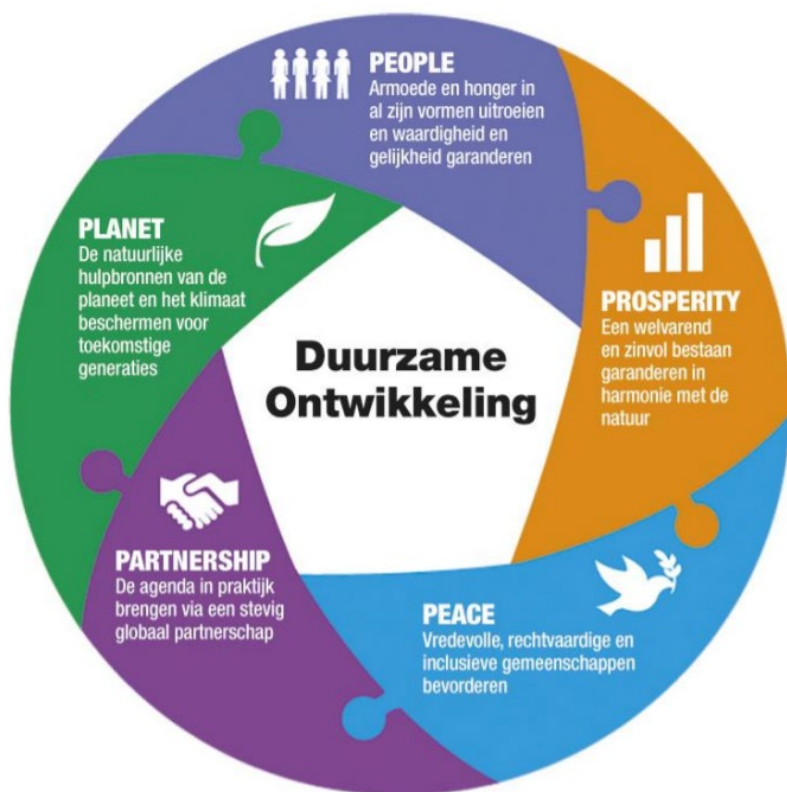 PEOPLE
Armoede en honger in
al zijn vormen uitroeien
en waardigheid en
gelijkheid garanderen
PLANET
De natuurlijke
hulpbronnen van de
planeet en het klimaat
beschermen voor
toekomstige
generaties
PROSPERITY
Een welvarend
en zinvol bestaan
garanderen in
harmonie met de
natuur
Duurzame
Ontwikkeling
PARTNERSHIP
De agenda in praktijk
brengen via een stevig
globaal partnerschap
PEACE
Vredevolle, rechtvaardige en
inclusieve gemeenschappen
bevorderen